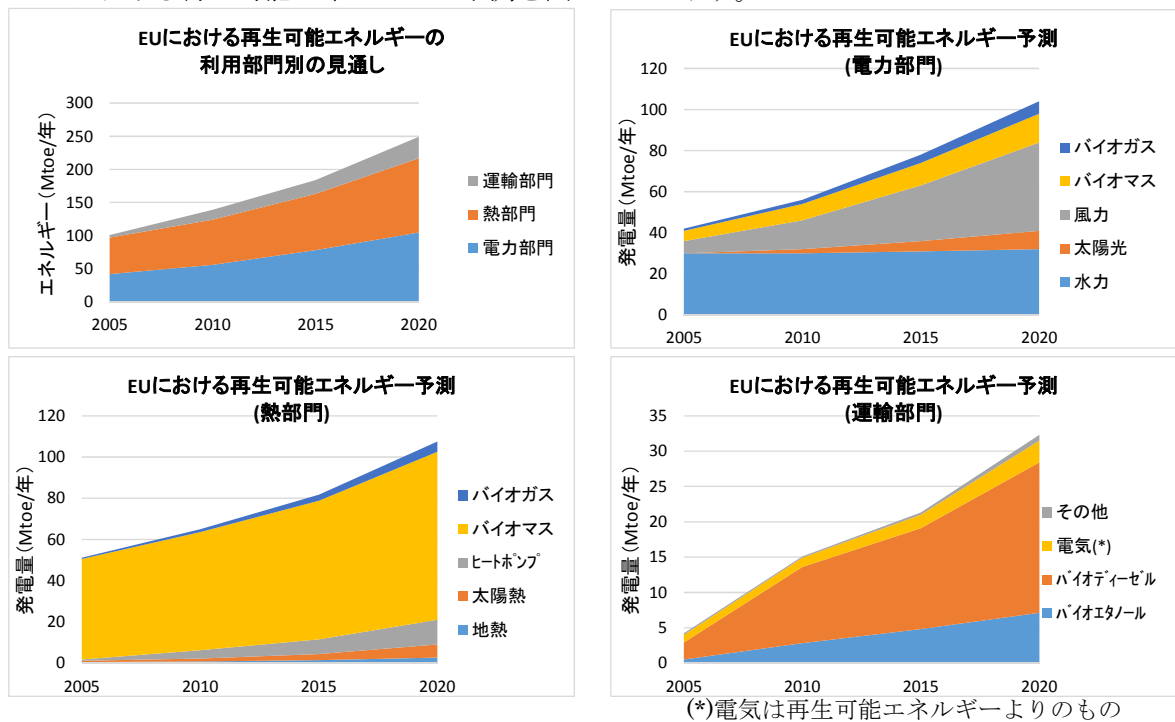 EUにおける再生可能エネルギーの
利用部門別の見通し
エネルギー(Mtoe/年)
300
250
200
150
100
50
0
2005 2010 2015 2020
運輸部門
熱部門
電力部門
EUにおける再生可能エネルギー予測
(電力部門)
発電量(Mtoe/年)
120
100
80
60
40
20
0
2005 2010 2015 2020
バイオガス
バイオマス
風力
太陽光
水力
EUにおける再生可能エネルギー予測
(熱部門)
発電量(Mtoe/年)
120
100
80
60
40
20
0
2005 2010 2015 2020
バイオガス
バイオマス
ﾋｰﾄﾎﾟﾝﾌﾟ
太陽熱
地熱
EUにおける再生可能エネルギー予測
(運輸部門)
発電量(Mtoe/年)
35
30
25
20
15
10
5
0
2005 2010 2015 2020
その他
電気(*)
ﾊﾞｲｵﾃﾞｨｰｾﾞﾙ
ﾊﾞｲｵｴﾀﾉｰﾙ
(*)電気は再生可能エネルギーよりのもの